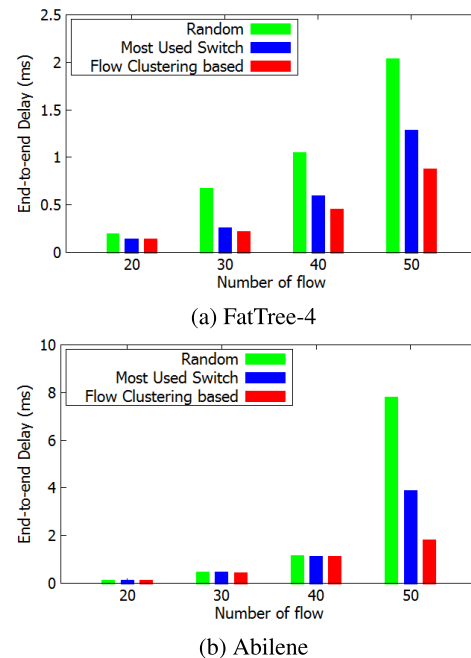 2.5
Random
Most Used Switch
2
Flow Clustering based
1.5
1
0.5
0
End-to-end Delay (ms)
20 30 40 50
Number of flow
(a) FatTree-4
10
Random
Most Used Switch
8
Flow Clustering based
6
4
2
0
End-to-end Delay (ms)
20 30 40 50
Number of flow
(b) Abilene